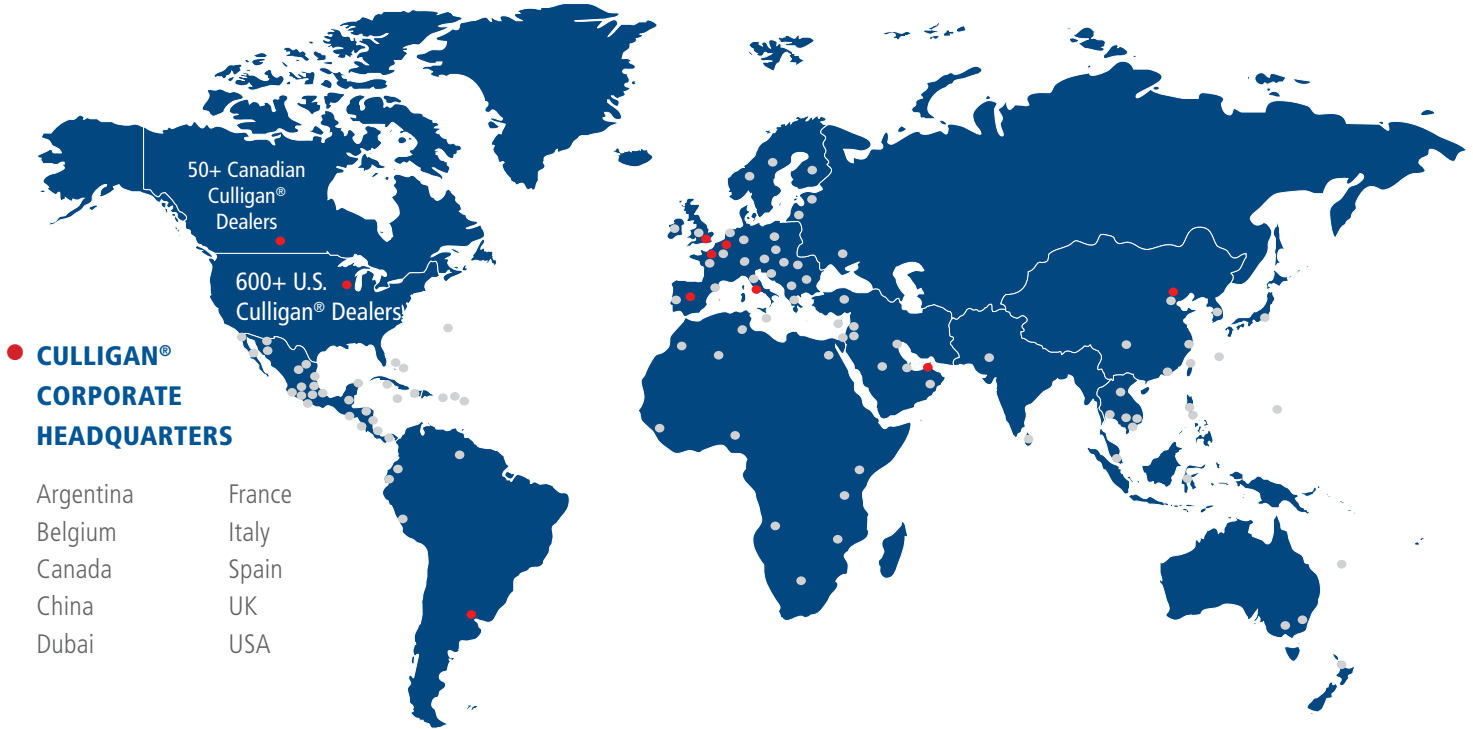 50+ Canadian
Culligan®
Dealers
600+ U.S.
Culligan® Dealers
CULLIGAN®
CORPORATE
HEADQUARTERS
Argentina
Belgium
Canada
China
Dubai
France
Italy
Spain
UK
USA